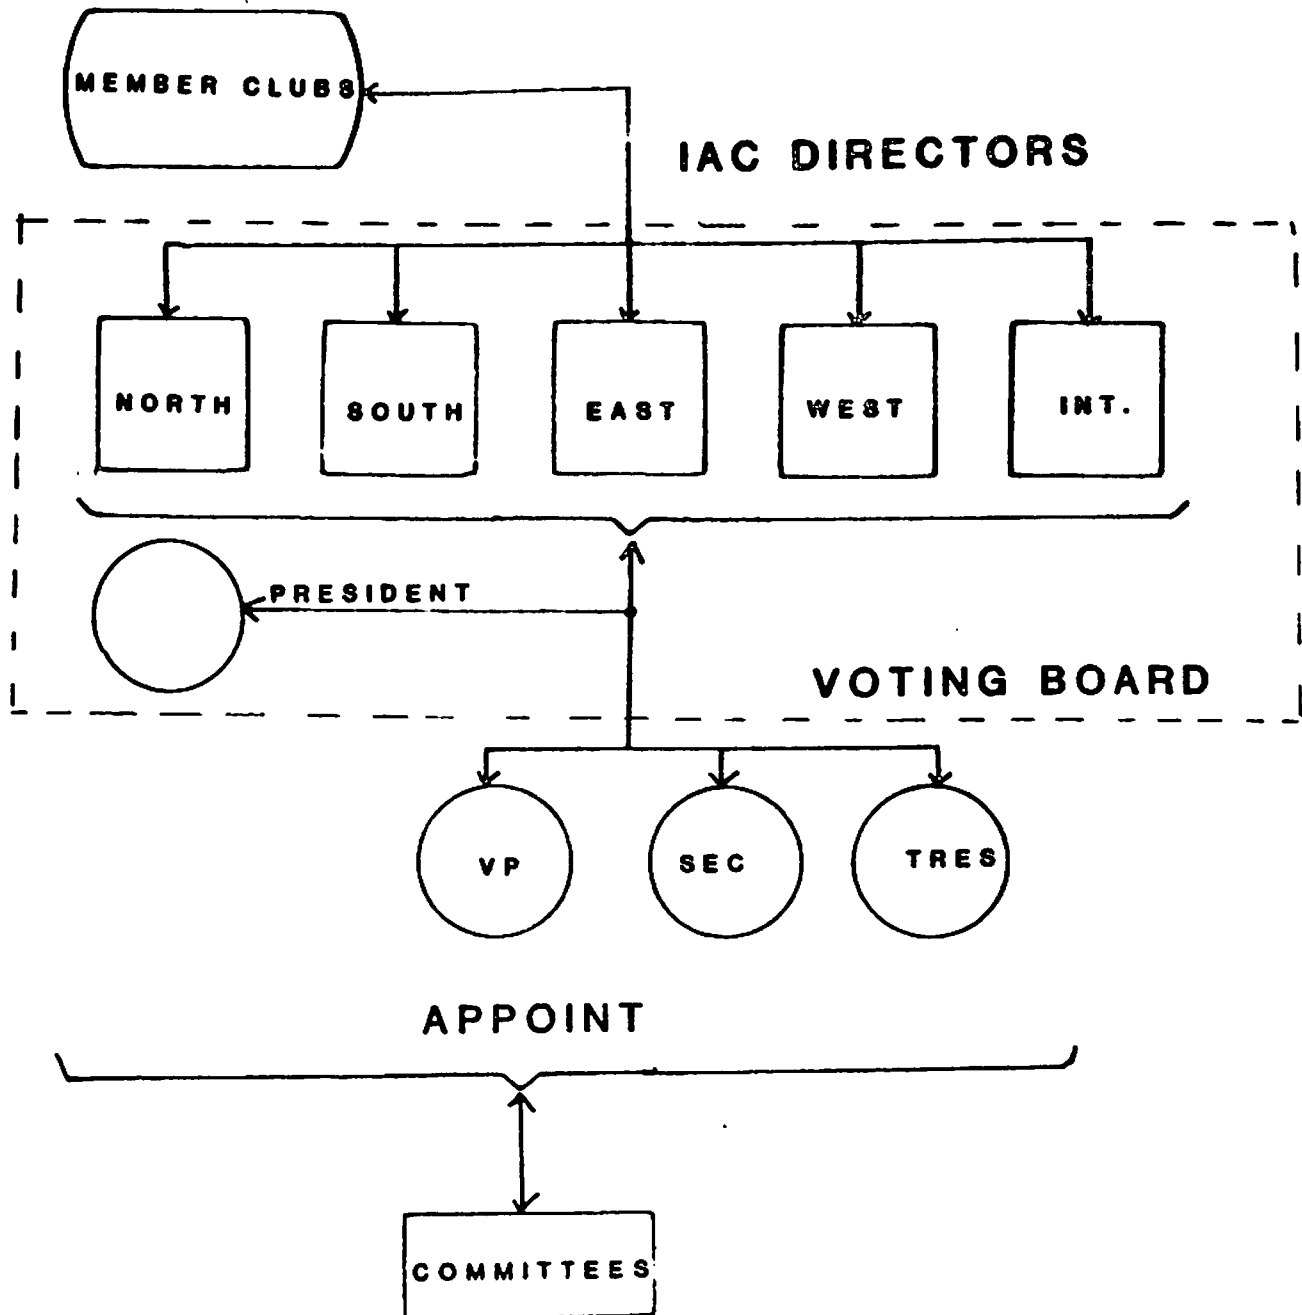 MEMBER CLUBS
IAC DIRECTORS
NORTH
SOUTH
EAST
WEST
INT.
PRESIDENT
VOTING BOARD
VP
SEC
TRES
APPOINT
COMMITTEES